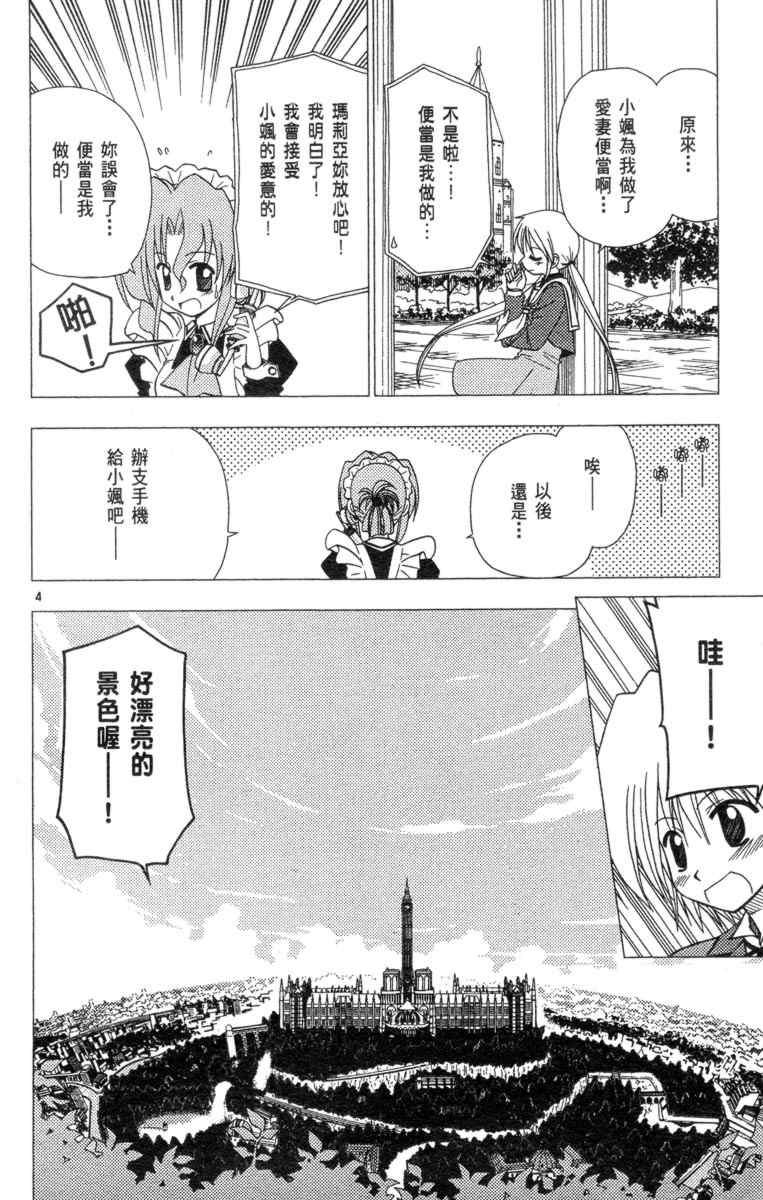 原來…
小颯為我做了
愛妻便當啊…
不是啦…！
便當是我做的…
瑪莉亞妳放心吧！
我明白了！
我會接受
小颯的愛意的！
妳誤會了…
便當是我
做的—
啪！
嘟—
嘟—
嘟—
唉—
以後
還是…
辦支手機
給小颯吧—
4
哇—！
好漂亮的
景色喔—！